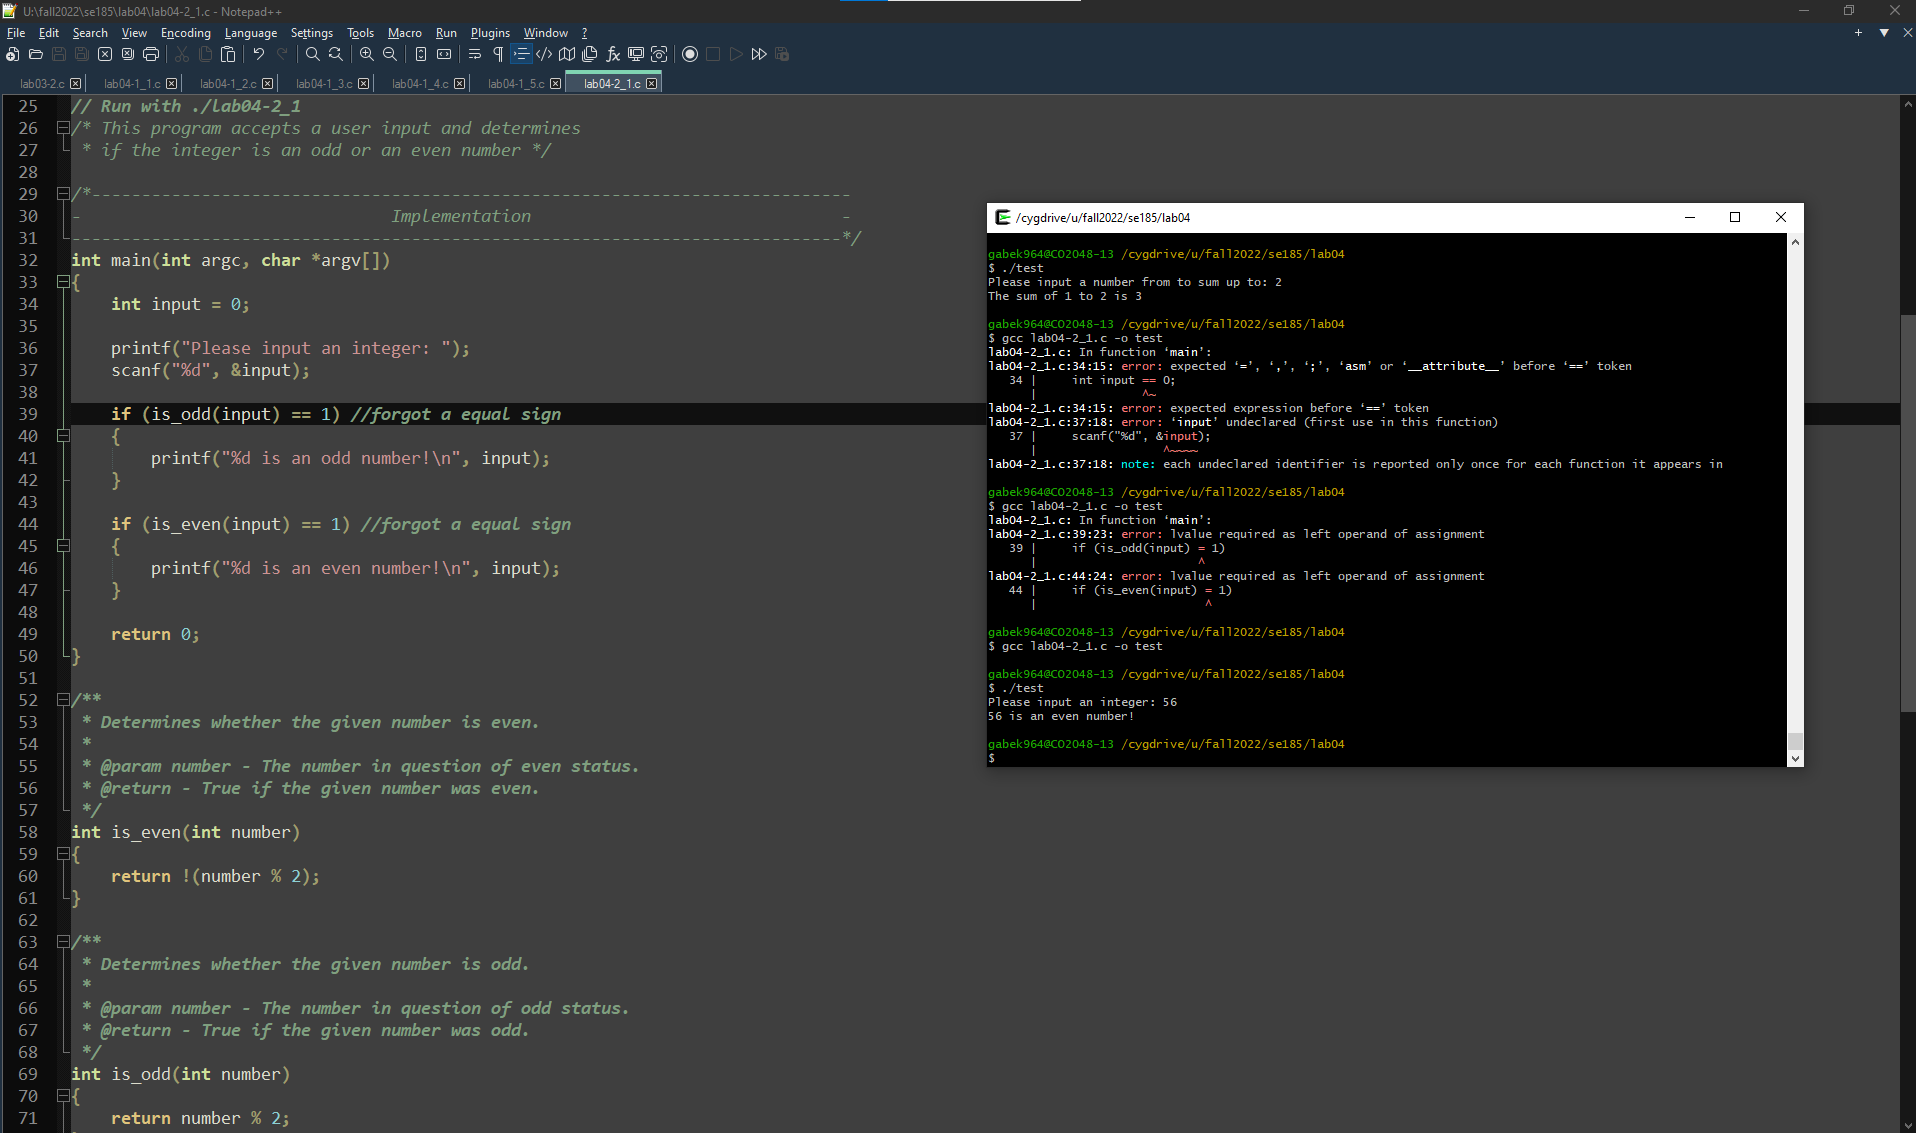 U:\fall2022\se185\lab04\lab04-2_1.c - Notepad++
File Edit Search View Encoding Language Settings Tools Macro Run Plugins Window ?
lab03-2.c lab04-1_1.c lab04-1_2.c lab04-1_3.c lab04-1_4.c lab04-1_5.c lab04-2_1.c
25 // Run with ./lab04-2_1
26 /* This program accepts a user input and determines
27 * if the integer is an odd or an even number */
28
29 /*----------------------------------------------------------------------------
30 - Implementation -
31 -----------------------------------------------------------------------------*/
32 int main(int argc, char *argv[])
33 {
34 int input = 0;
35
36 printf("Please input an integer: ");
37 scanf("%d", &input);
38
39 if (is_odd(input) == 1) //forgot a equal sign
40 {
41 printf("%d is an odd number!\n", input);
42 }
43
44 if (is_even(input) == 1) //forgot a equal sign
45 {
46 printf("%d is an even number!\n", input);
47 }
48
49 return 0;
50 }
51
52 /**
53 * Determines whether the given number is even.
54 *
55 * @param number - The number in question of even status.
56 * @return - True if the given number was even.
57 */
58 int is_even(int number)
59 {
60 return !(number % 2);
61 }
62
63 /**
64 * Determines whether the given number is odd.
65 *
66 * @param number - The number in question of odd status.
67 * @return - True if the given number was odd.
68 */
69 int is_odd(int number)
70 {
71 return number % 2;
/cygdrive/u/fall2022/se185/lab04
gabek964@CO2048-13 /cygdrive/u/fall2022/se185/lab04
$ ./test
Please input a number from to sum up to: 2
The sum of 1 to 2 is 3
gabek964@CO2048-13 /cygdrive/u/fall2022/se185/lab04
$ gcc lab04-2_1.c -o test
lab04-2_1.c: In function ‘main’:
lab04-2_1.c:34:15: error: expected ‘=’, ‘,’, ‘;’, ‘asm’ or ‘__attribute__’ before ‘==’ token
34 | int input == 0;
| ^~
lab04-2_1.c:34:15: error: expected expression before ‘==’ token
lab04-2_1.c:37:18: error: ‘input’ undeclared (first use in this function)
37 | scanf("%d", &input);
| ^~~~~
lab04-2_1.c:37:18: note: each undeclared identifier is reported only once for each function it appears in
gabek964@CO2048-13 /cygdrive/u/fall2022/se185/lab04
$ gcc lab04-2_1.c -o test
lab04-2_1.c: In function ‘main’:
lab04-2_1.c:39:23: error: lvalue required as left operand of assignment
39 | if (is_odd(input) = 1)
| ^
lab04-2_1.c:44:24: error: lvalue required as left operand of assignment
44 | if (is_even(input) = 1)
| ^
gabek964@CO2048-13 /cygdrive/u/fall2022/se185/lab04
$ gcc lab04-2_1.c -o test
gabek964@CO2048-13 /cygdrive/u/fall2022/se185/lab04
$ ./test
Please input an integer: 56
56 is an even number!
gabek964@CO2048-13 /cygdrive/u/fall2022/se185/lab04
$